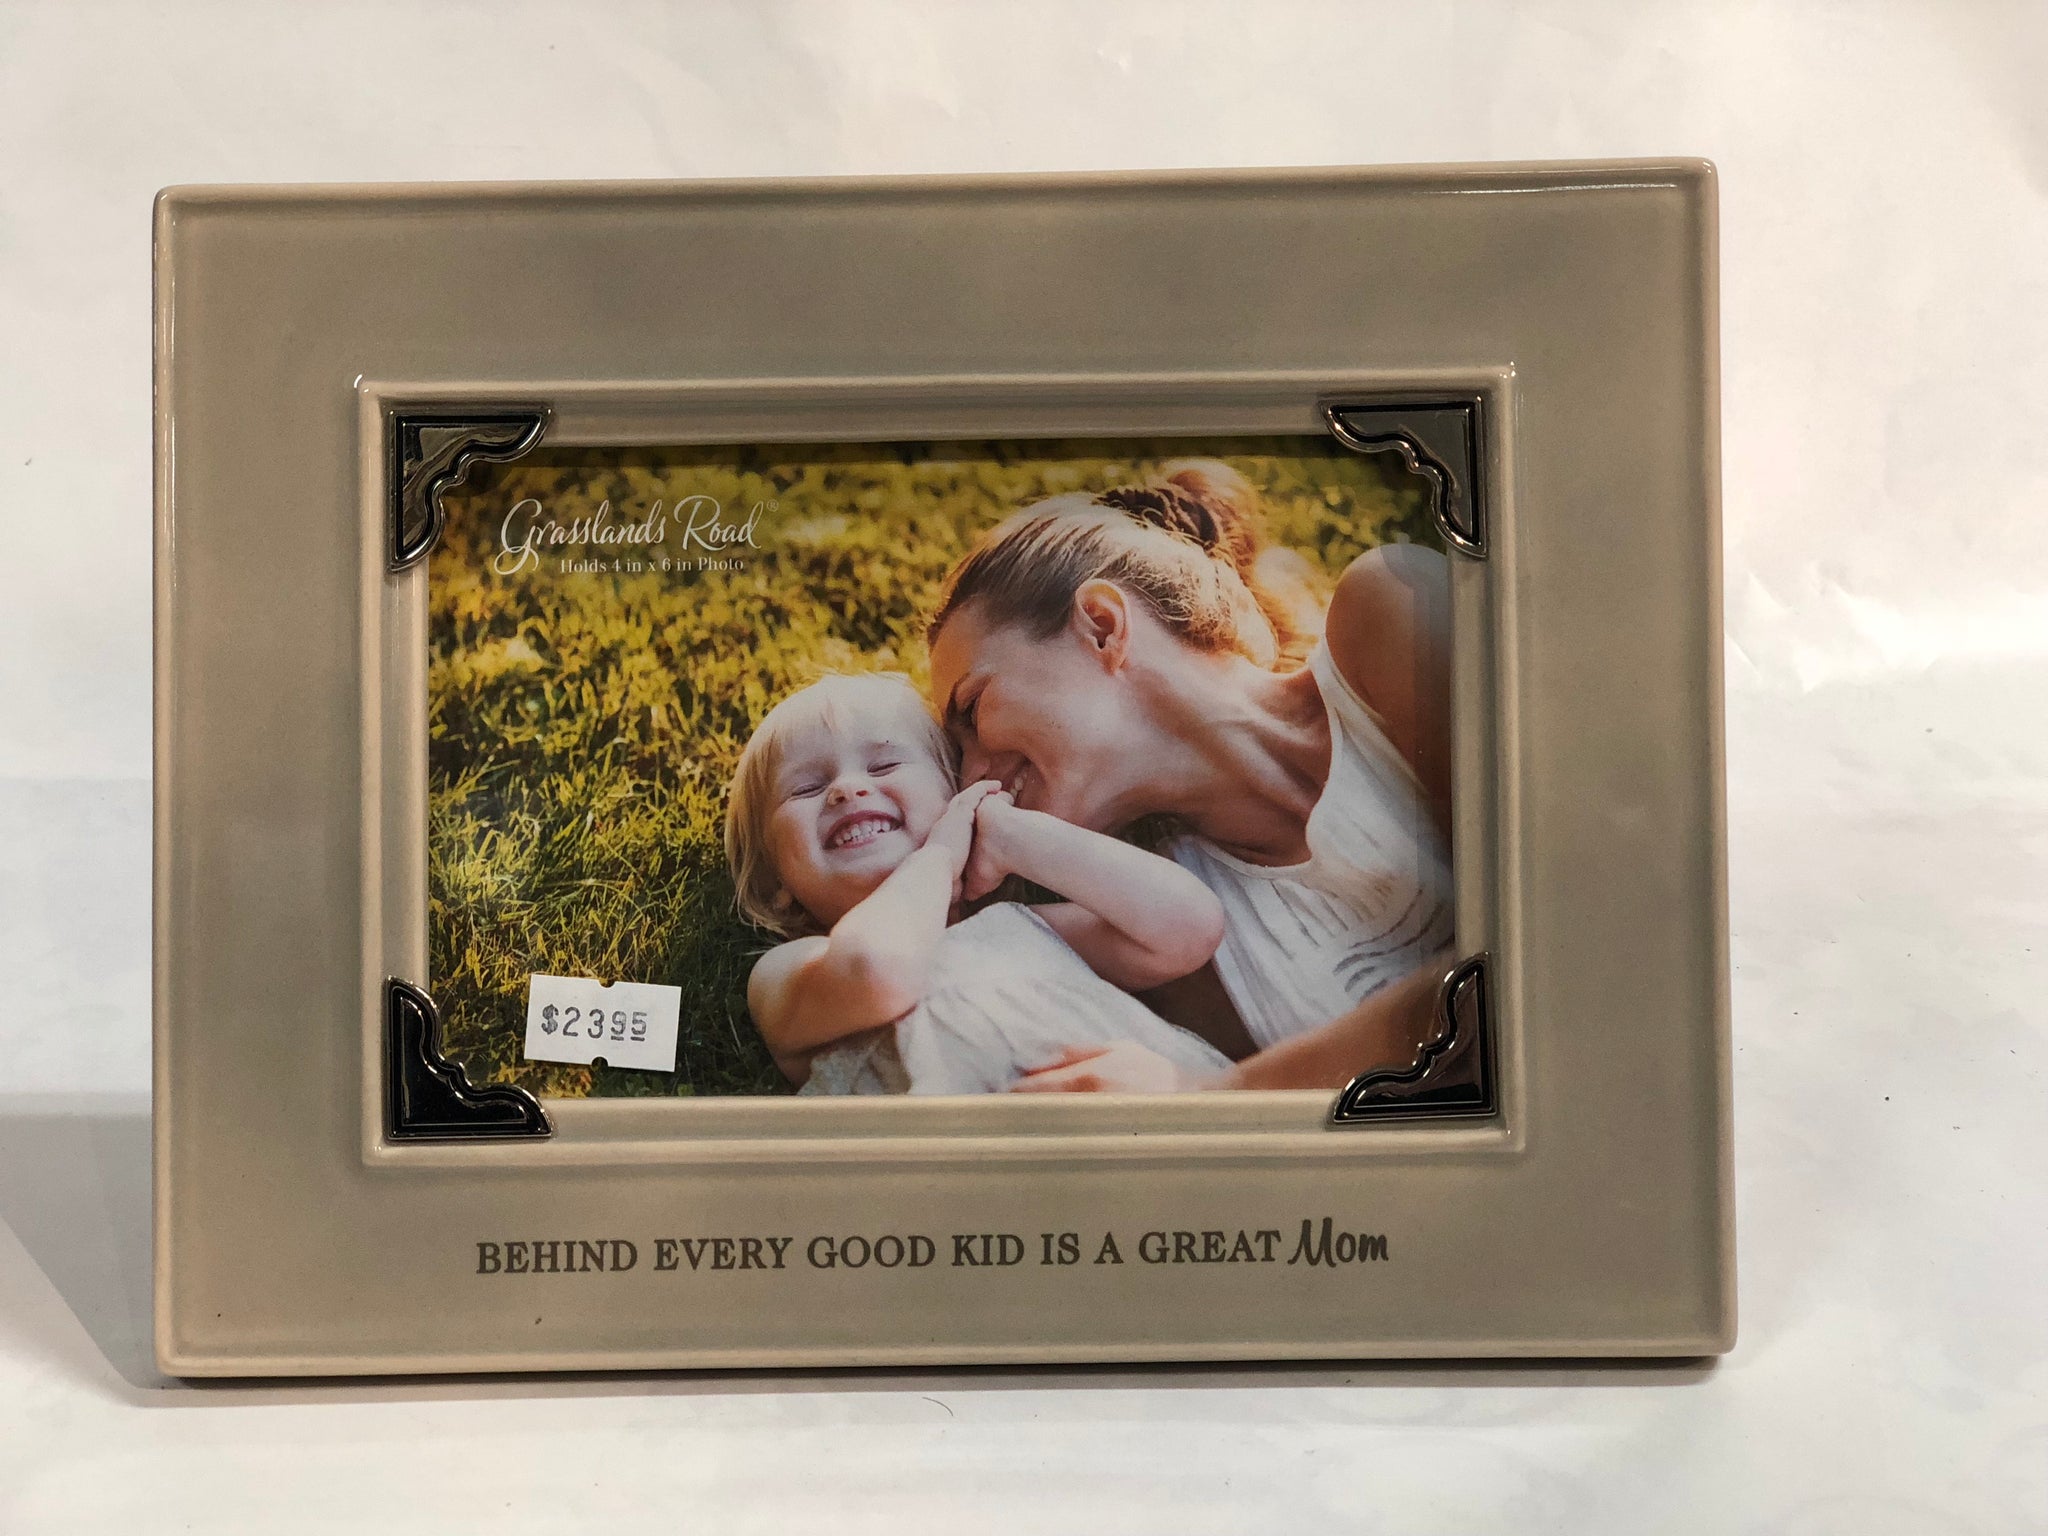 Grasslands Road®
Holds 4 in x 6 in Photo
$2395
BEHIND EVERY GOOD KID IS A GREAT Mom